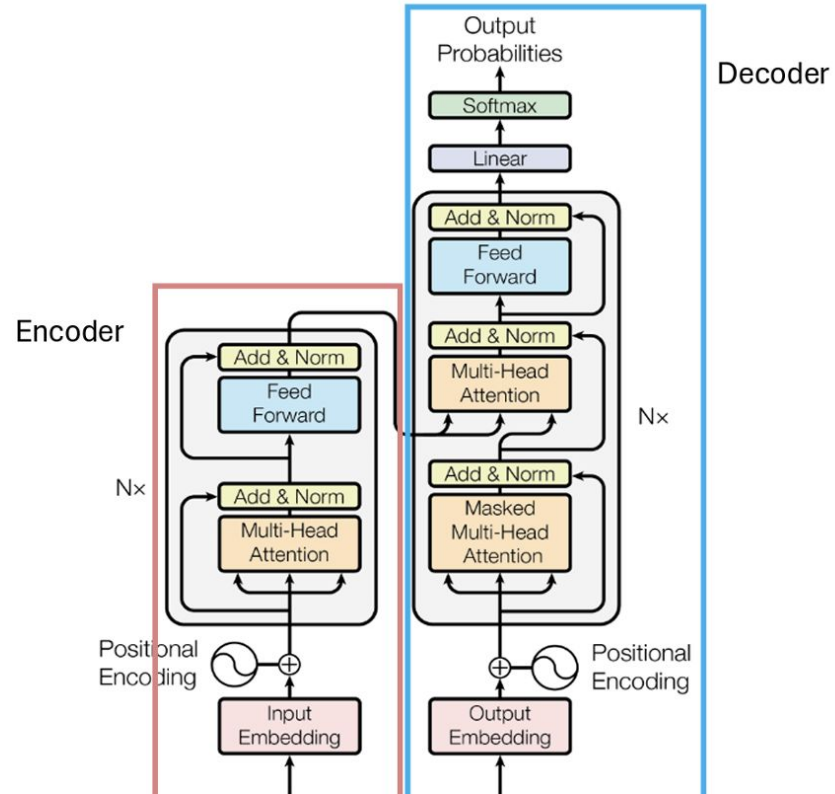 Encoder
Nx
Add & Norm
Feed
Forward
Add & Norm
Multi-Head
Attention
Positional
Encoding
Input
Embedding
Decoder
Output
Probabilities
Softmax
Linear
Add & Norm
Feed
Forward
Add & Norm
Multi-Head
Attention
Nx
Add & Norm
Masked
Multi-Head
Attention
Positional
Encoding
Output
Embedding